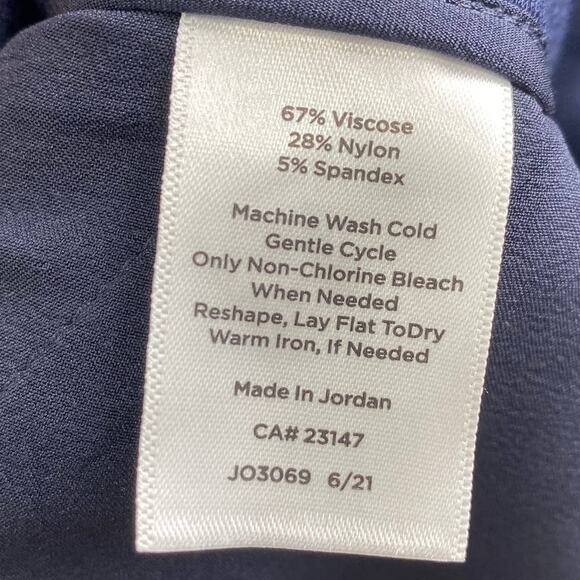 67% Viscose
28% Nylon
5% Spandex
Machine Wash Cold
Gentle Cycle
Only Non-Chlorine Bleach
When Needed
Reshape, Lay Flat ToDry
Warm Iron, If Needed
Made In Jordan
CA# 23147
JO3069 6/21